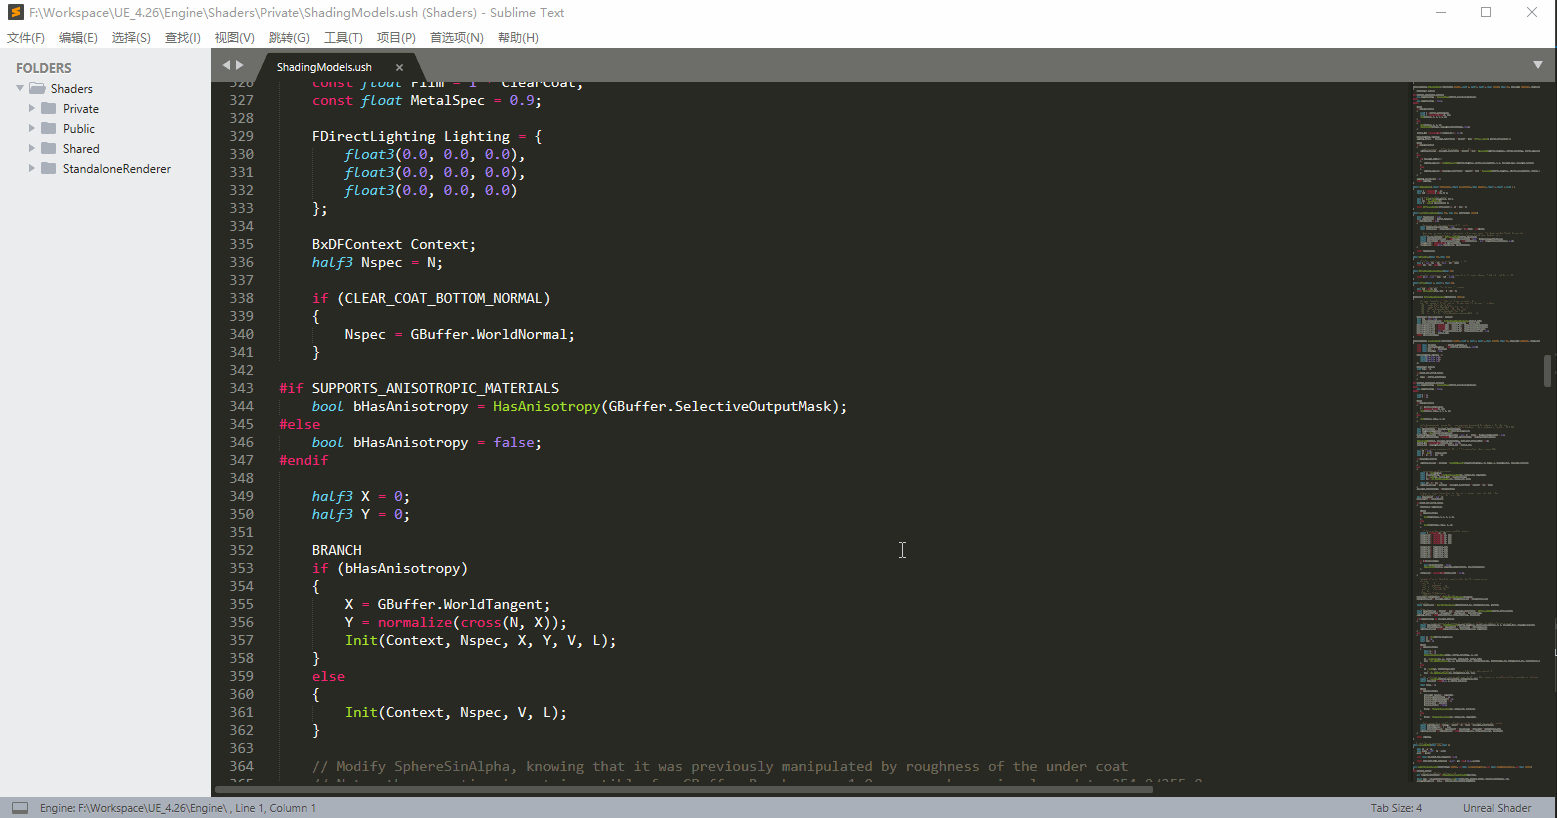 F:\Workspace\UE_4.26\Engine\Shaders\Private\ShadingModels.ush (Shaders) - Sublime Text
文件(F) 编辑(E) 选择(S) 查找(I) 视图(V) 跳转(G) 工具(T) 项目(P) 首选项(N) 帮助(H)
FOLDERS
Shaders
Private
Public
Shared
StandaloneRenderer
ShadingModels.ush ×
326 const float Film = 1 * ClearCoat;
327 const float MetalSpec = 0.9;
328
329 FDirectLighting Lighting = {
330 float3(0.0, 0.0, 0.0),
331 float3(0.0, 0.0, 0.0),
332 float3(0.0, 0.0, 0.0)
333 };
334
335 BxDFContext Context;
336 half3 Nspec = N;
337
338 if (CLEAR_COAT_BOTTOM_NORMAL)
339 {
340 Nspec = GBuffer.WorldNormal;
341 }
342
343 #if SUPPORTS_ANISOTROPIC_MATERIALS
344 bool bHasAnisotropy = HasAnisotropy(GBuffer.SelectiveOutputMask);
345 #else
346 bool bHasAnisotropy = false;
347 #endif
348
349 half3 X = 0;
350 half3 Y = 0;
351
352 BRANCH
353 if (bHasAnisotropy)
354 {
355 X = GBuffer.WorldTangent;
356 Y = normalize(cross(N, X));
357 Init(Context, Nspec, X, Y, V, L);
358 }
359 else
360 {
361 Init(Context, Nspec, V, L);
362 }
363
364 // Modify SphereSinAlpha, knowing that it was previously manipulated by roughness of the under coat
Engine: F:\Workspace\UE_4.26\Engine\ , Line 1, Column 1
Tab Size: 4
Unreal Shader